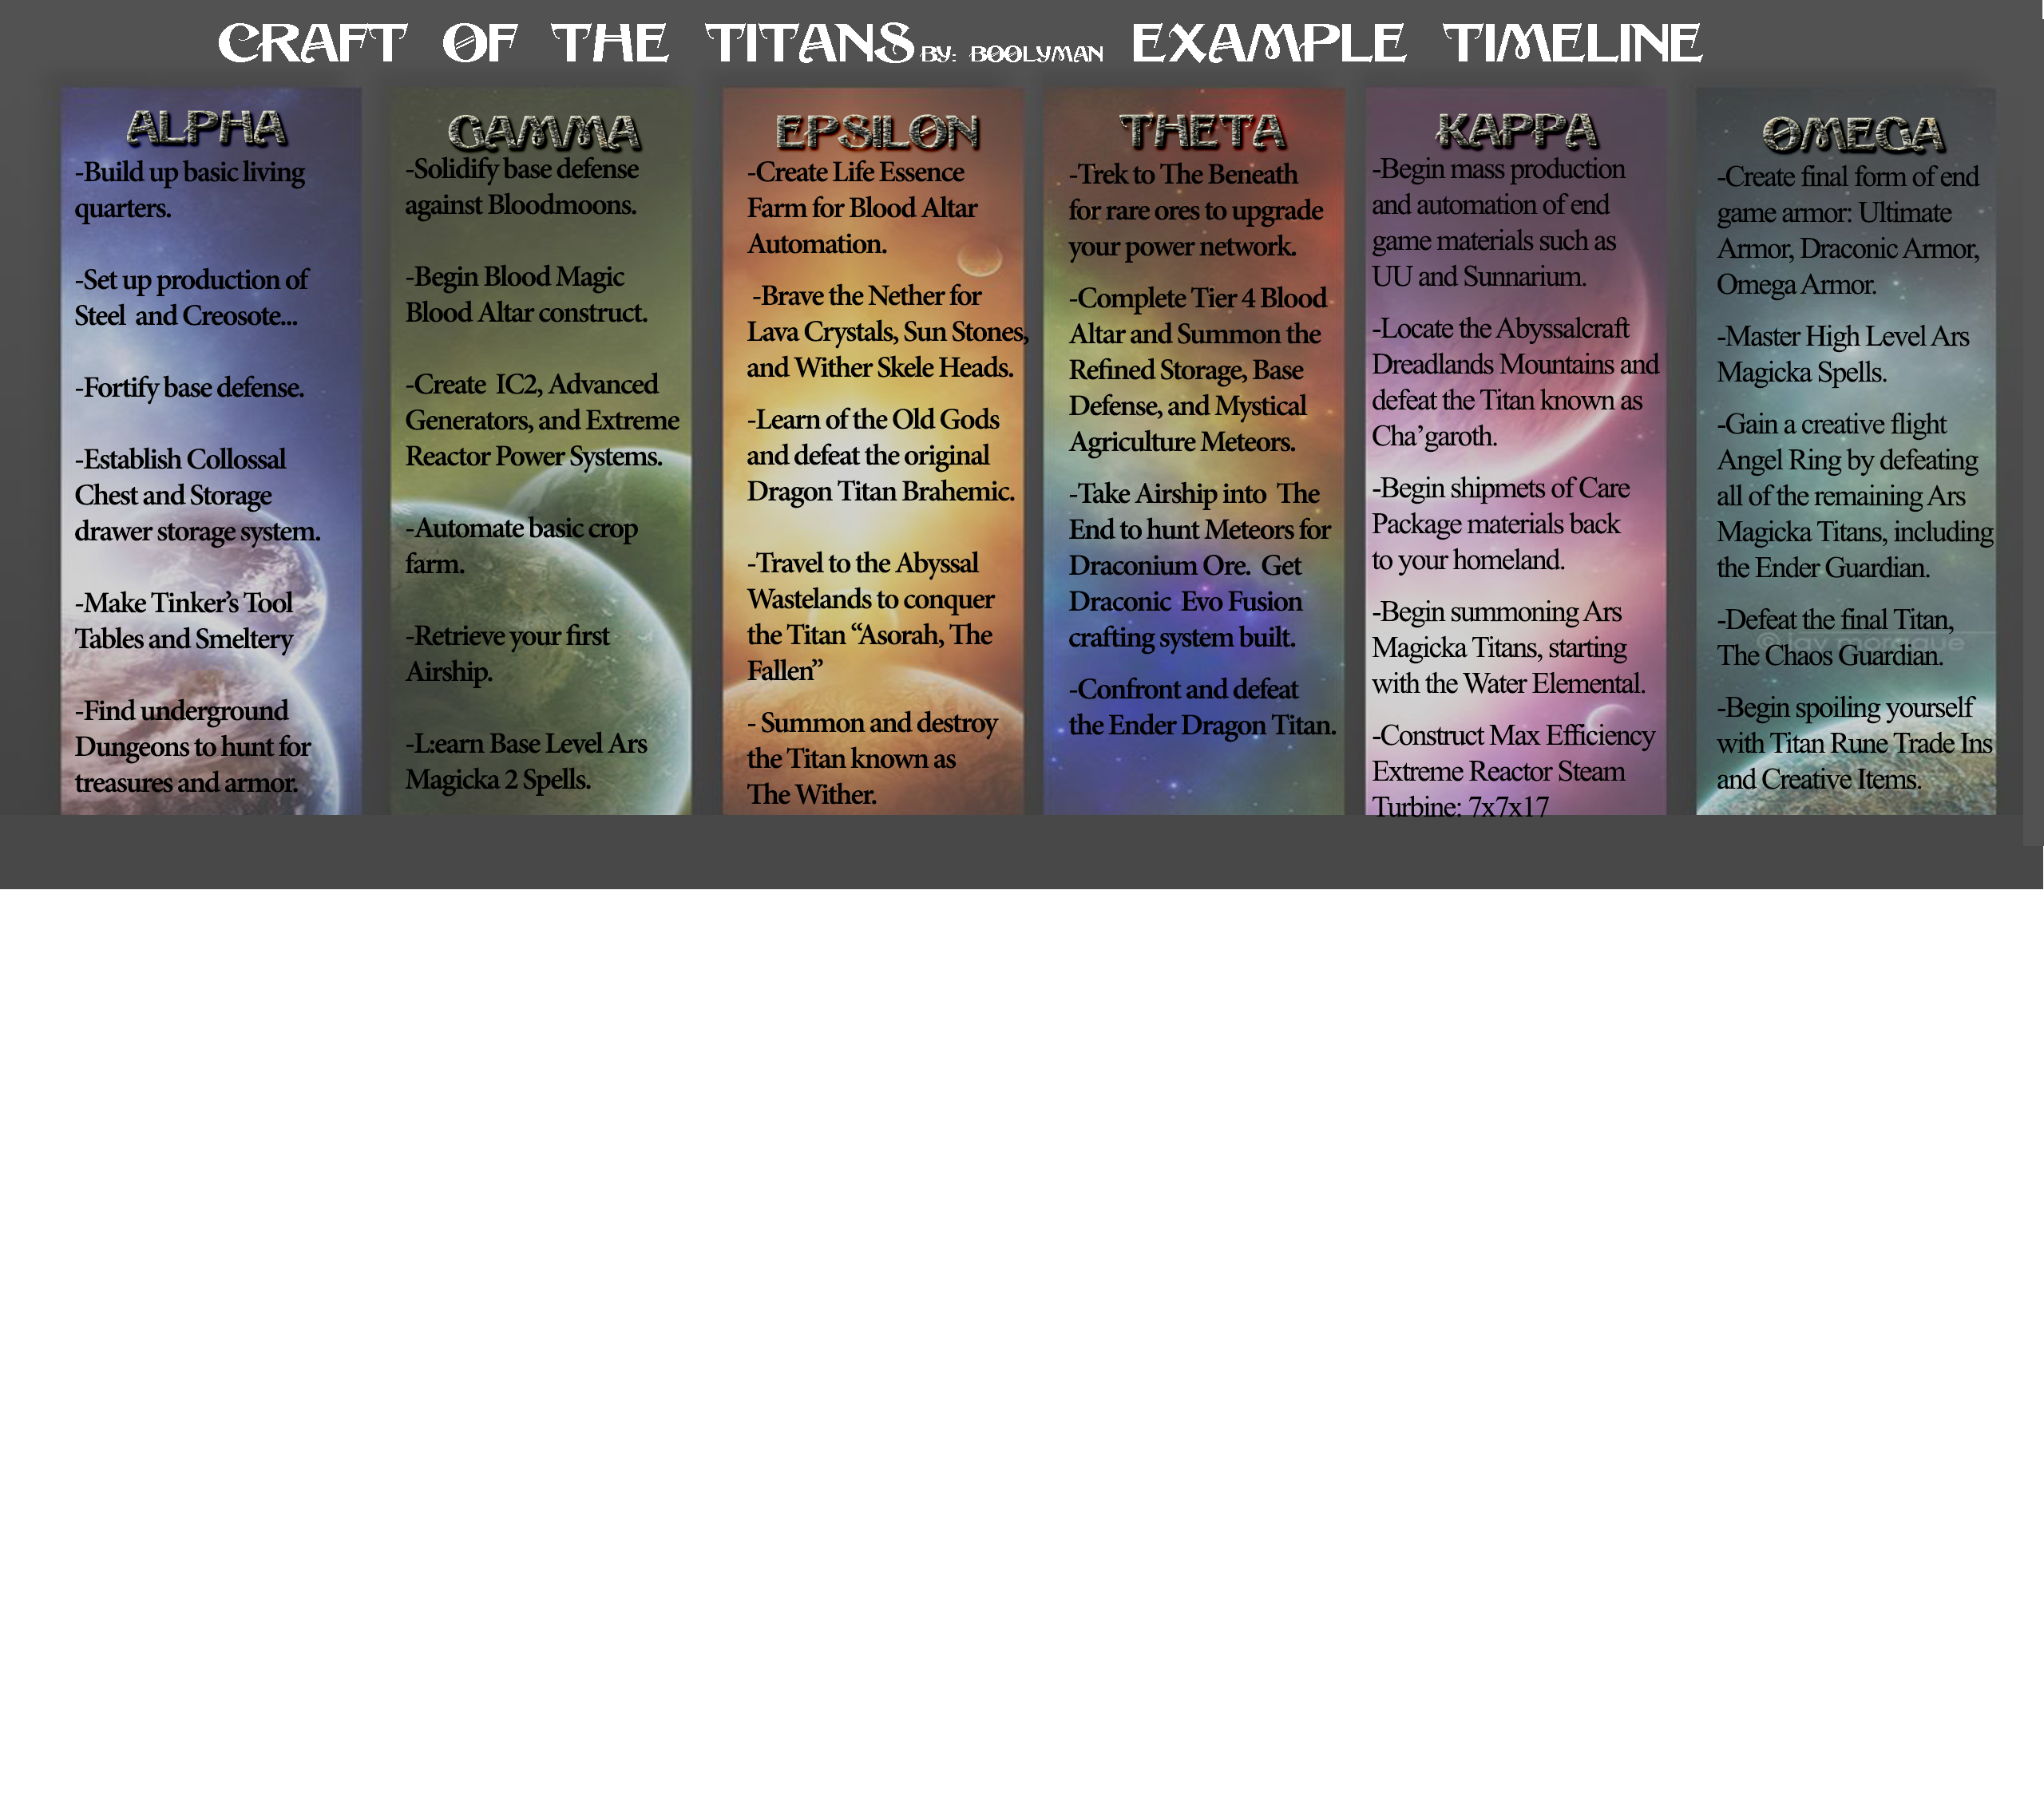 CRAFT OF THE TITANS BY: BOOLYMAN EXAMPLE TIMELINE
ALPHA
-Build up basic living
quarters.
-Set up production of
Steel and Creosote...
-Fortify base defense.
-Establish Collossal
Chest and Storage
drawer storage system.
-Make Tinker's Tool
Tables and Smeltery
-Find underground
Dungeons to hunt for
treasures and armor.
GAMMA
-Solidify base defense
against Bloodmoons.
-Begin Blood Magic
Blood Altar construct.
-Create IC2, Advanced
Generators, and Extreme
Reactor Power Systems.
-Automate basic crop
farm.
-Retrieve your first
Airship.
-L:earn Base Level Ars
Magicka 2 Spells.
EPSILON
-Create Life Essence
Farm for Blood Altar
Automation.
-Brave the Nether for
Lava Crystals, Sun Stones,
and Wither Skele Heads.
-Learn of the Old Gods
and defeat the original
Dragon Titan Brahemic.
-Travel to the Abyssal
Wastelands to conquer
the Titan “Asorah, The
Fallen”
- Summon and destroy
the Titan known as
The Wither.
THETA
-Trek to The Beneath
for rare ores to upgrade
your power network.
-Complete Tier 4 Blood
Altar and Summon the
Refined Storage, Base
Defense, and Mystical
Agriculture Meteors.
-Take Airship into The
End to hunt Meteors for
Draconium Ore. Get
Draconic Evo Fusion
crafting system built.
-Confront and defeat
the Ender Dragon Titan.
KAPPA
-Begin mass production
and automation of end
game materials such as
UU and Sunnarium.
-Locate the Abyssalcraft
Dreadlands Mountains and
defeat the Titan known as
Cha'garoth.
-Begin shipmets of Care
Package materials back
to your homeland.
-Begin summoning Ars
Magicka Titans, starting
with the Water Elemental.
-Construct Max Efficiency
Extreme Reactor Steam
Turbine: 7x7x17
OMEGA
-Create final form of end
game armor: Ultimate
Armor, Draconic Armor,
Omega Armor.
-Master High Level Ars
Magicka Spells.
-Gain a creative flight
Angel Ring by defeating
all of the remaining Ars
Magicka Titans, including
the Ender Guardian.
-Defeat the final Titan,
© jay morgque
The Chaos Guardian.
-Begin spoiling yourself
with Titan Rune Trade Ins
and Creative Items.